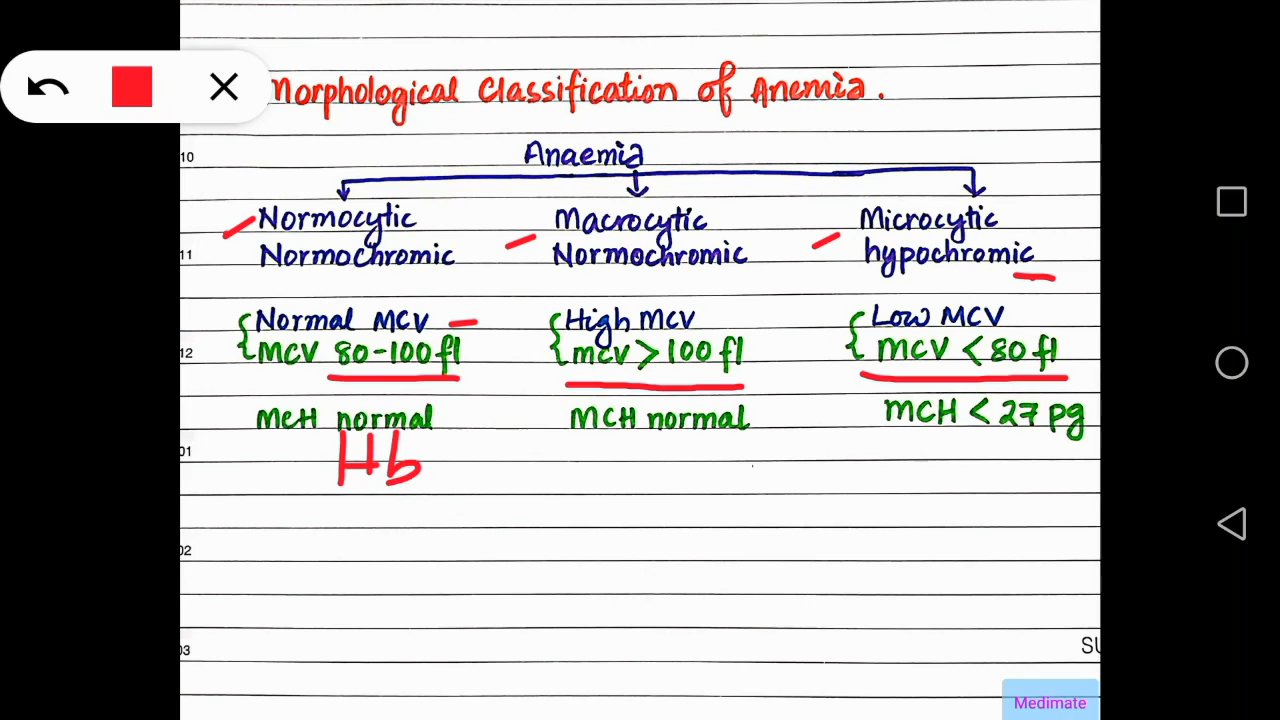 Morphological Classification of Anemia.
10
Anaemia
Normocytic
Normochromic
Macrocytic
Normochromic
Microcytic
hypochromic
11
Normal MCV
MCV 80-100 fl
High MCV
MCV > 100 fl
Low MCV
MCV < 80 fl
12
MCH normal
MCH normal
MCH < 27 pg
Hb
01
02
03
SU
Medimate